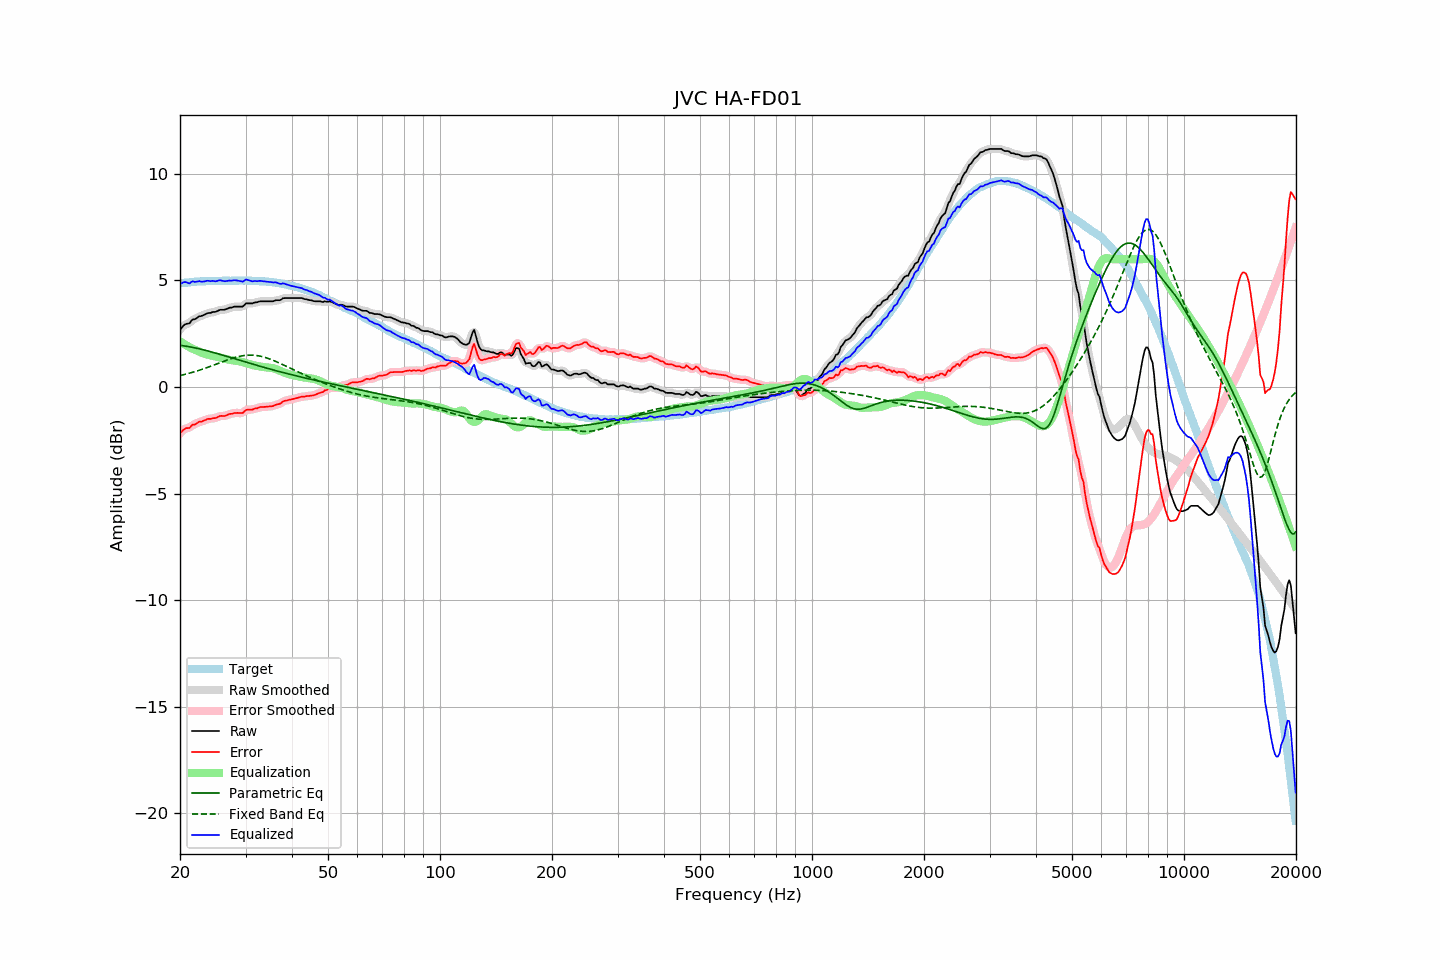 JVC HA-FD01
10
5
0
−5
−10
−15
−20
Amplitude (dBr)
Target
Raw Smoothed
Error Smoothed
Raw
Error
Equalization
Parametric Eq
Fixed Band Eq
Equalized
20 50 100 200 500 1000 2000 5000 10000 20000
Frequency (Hz)